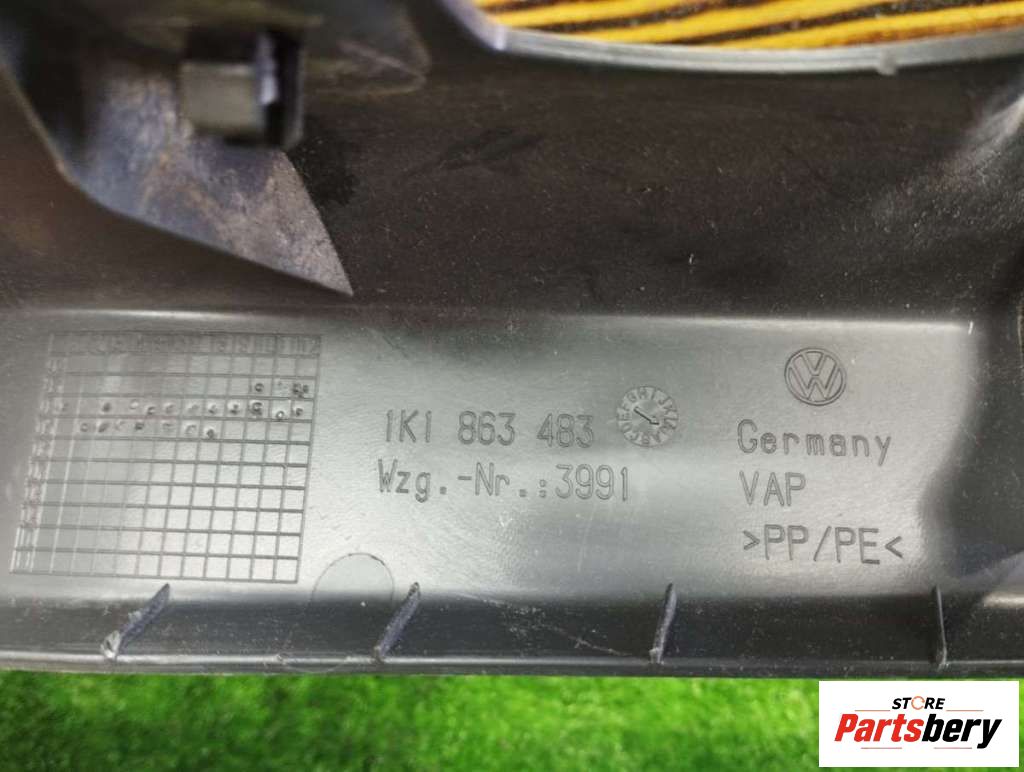 1K1 863 483
Wzg.-Nr.:3991
Germany
VAP
>PP/PE<
STORE
Partsbery